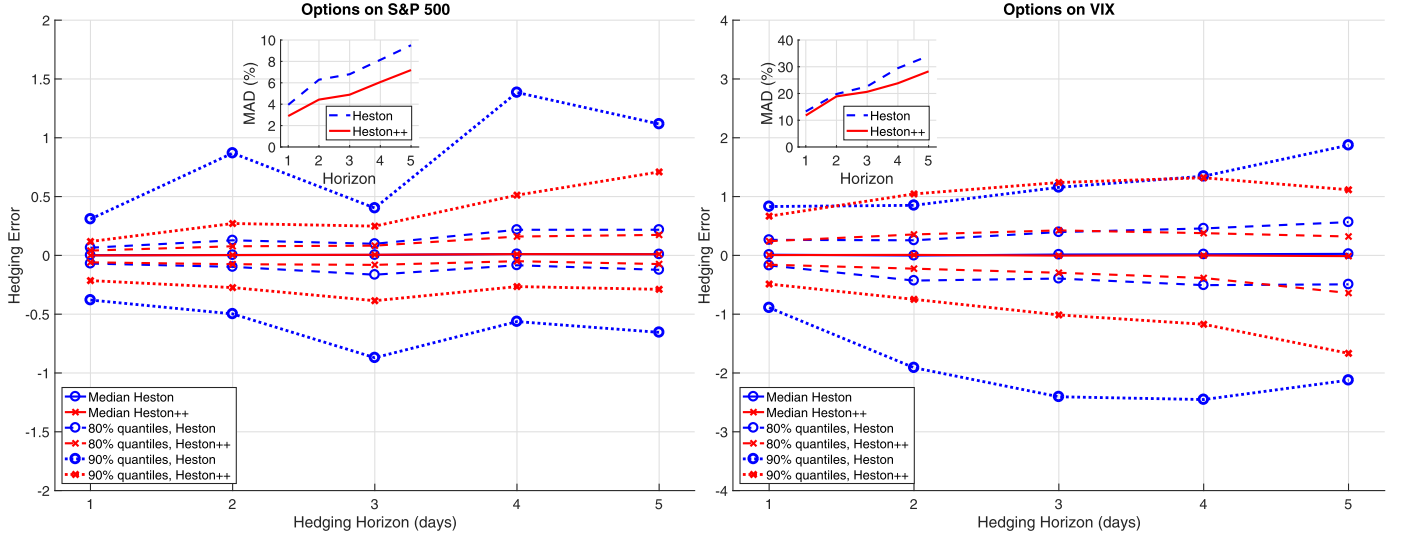 Options on S&P 500
2
1.5
1
0.5
0
-0.5
-1
-1.5
-2
Hedging Error
1
2
3
4
5
Hedging Horizon (days)
10
8
6
4
2
0
MAD (%)
1
2
3
4
5
Horizon
Heston
Heston++
Median Heston
Median Heston++
80% quantiles, Heston
80% quantiles, Heston++
90% quantiles, Heston
90% quantiles, Heston++
Options on VIX
4
3
2
1
0
-1
-2
-3
-4
Hedging Error
1
2
3
4
5
Hedging Horizon (days)
40
30
20
10
0
MAD (%)
1
2
3
4
5
Horizon
Heston
Heston++
Median Heston
Median Heston++
80% quantiles, Heston
80% quantiles, Heston++
90% quantiles, Heston
90% quantiles, Heston++